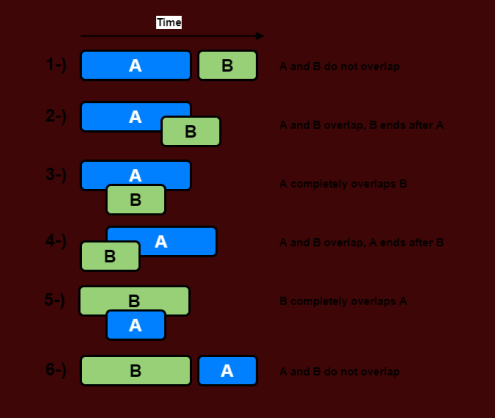 Time
1-) A B A and B do not overlap
2-) A B A and B overlap, B ends after A
3-) A B A completely overlaps B
4-) A B A and B overlap, A ends after B
5-) B A B completely overlaps A
6-) B A A and B do not overlap